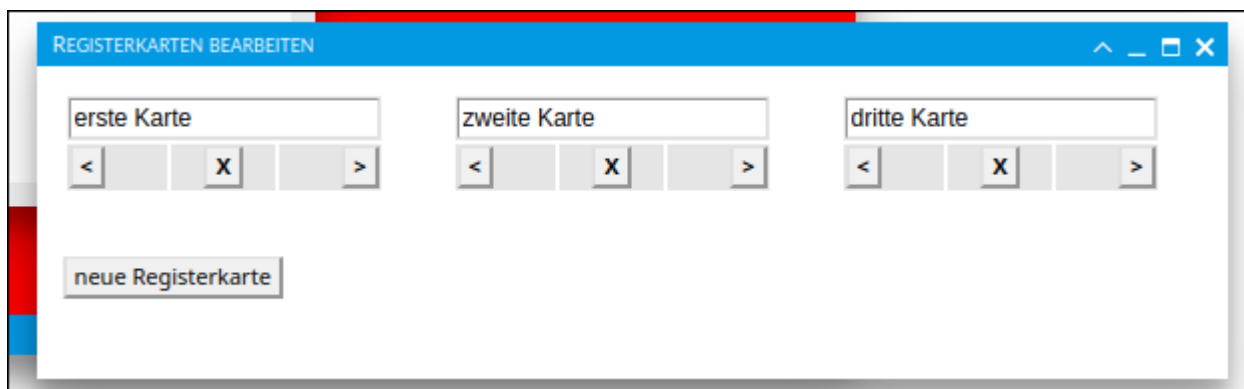 Registerkarten bearbeiten
erste Karte zweite Karte dritte Karte
< X > < X > < X >
neue Registerkarte